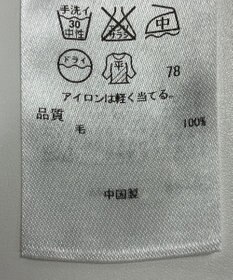 手洗イ
30
中性
エンソ
サラシ
中
ドライ
平
78
アイロンは軽く当てる。
品質
毛 100%
中国製